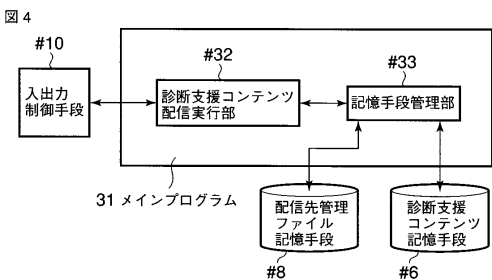 図4
#10
入出力
制御手段
#32
診断支援コンテンツ
配信実行部
#33
記憶手段管理部
31 メインプログラム
配信先管理
ファイル
記憶手段
#8
診断支援
コンテンツ
記憶手段
#6